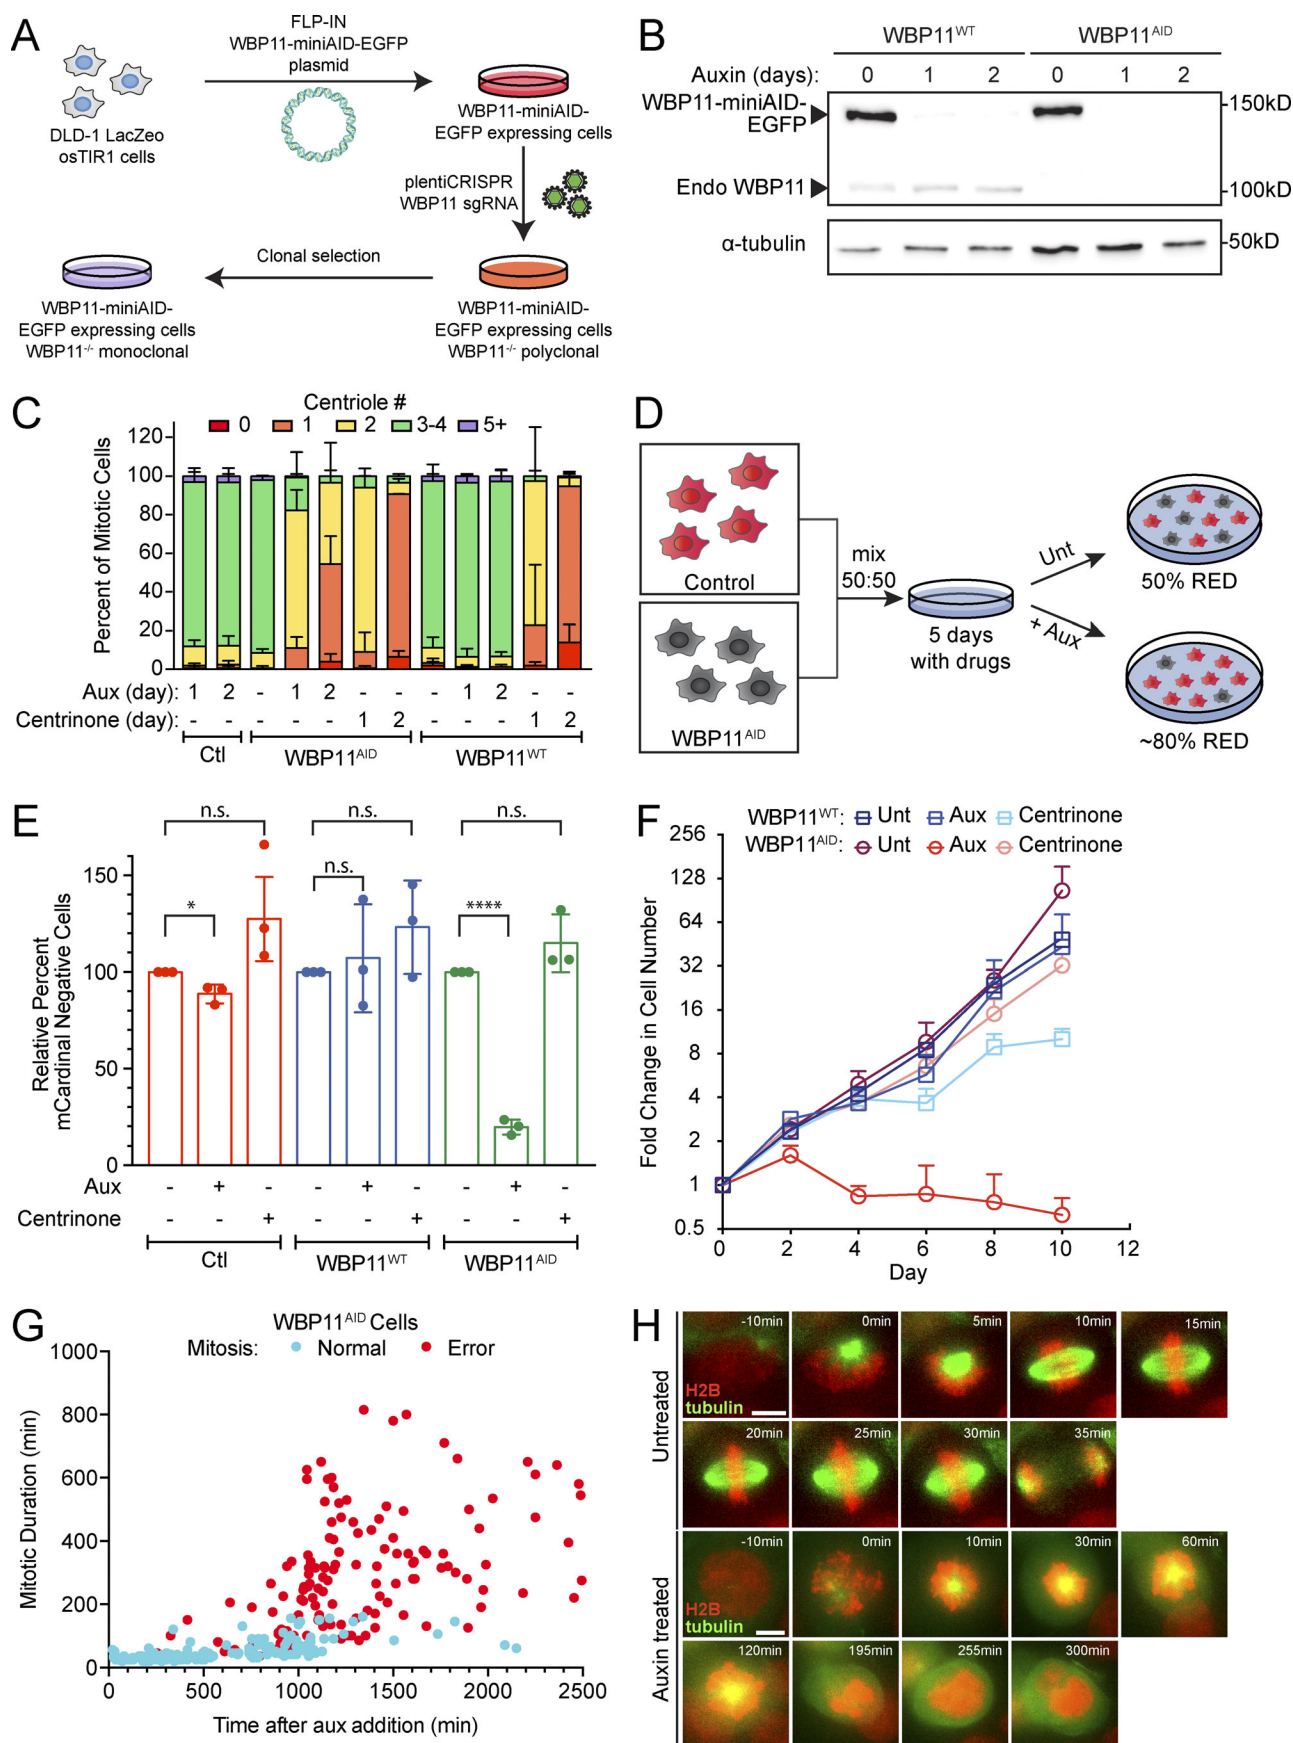 A
FLP-IN
WBP11-miniAID-EGFP
plasmid
DLD-1 LacZeo
osTIR1 cells
WBP11-miniAID-
EGFP expressing cells
plentiCRISPR
WBP11 sgRNA
Clonal selection
WBP11-miniAID-
EGFP expressing cells
WBP11-/- monoclonal
WBP11-miniAID-
EGFP expressing cells
WBP11-/- polyclonal
B
WBP11WT WBP11AID
Auxin (days): 0 1 2 0 1 2
WBP11-miniAID-
EGFP
Endo WBP11
α-tubulin
150kD
100kD
50kD
C
Centriole #
0 1 2 3-4 5+
Percent of Mitotic Cells
120
100
80
60
40
20
0
Aux (day): 1 2 - 1 2 - - - 1 2 - -
Centrinone (day): - - - - - 1 2 - - - 1 2
Ctl WBP11AID WBP11WT
D
Control
WBP11AID
mix
50:50
5 days
with drugs
Unt
+ Aux
50% RED
~80% RED
E
Relative Percent
mCardinal Negative Cells
n.s. n.s. n.s.
* n.s. ****
150
100
50
0
Aux - + - - + - - + -
Centrinone - - + - - + - - +
Ctl WBP11WT WBP11AID
F
WBP11WT: Unt Aux Centrinone
WBP11AID: Unt Aux Centrinone
Fold Change in Cell Number
256
128
64
32
16
8
4
2
1
0.5
0 2 4 6 8 10 12
Day
G
WBP11AID Cells
Mitosis: Normal Error
Mitotic Duration (min)
1000
800
600
400
200
0
0 500 1000 1500 2000 2500
Time after aux addition (min)
H
Untreated
-10min 0min 5min 10min 15min
H2B
tubulin
20min 25min 30min 35min
Auxin treated
-10min 0min 10min 30min 60min
H2B
tubulin
120min 195min 255min 300min